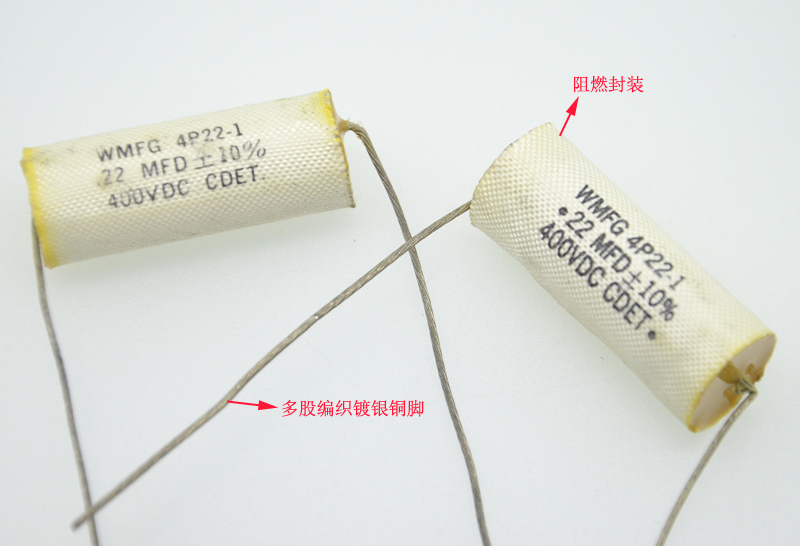 阻燃封装
WMFG 4P22-1
22 MFD ±10%
400VDC CDET.
WMFG 4P22-1
.22 MFD ±10%
400VDC CDET.
多股编织镀银铜脚